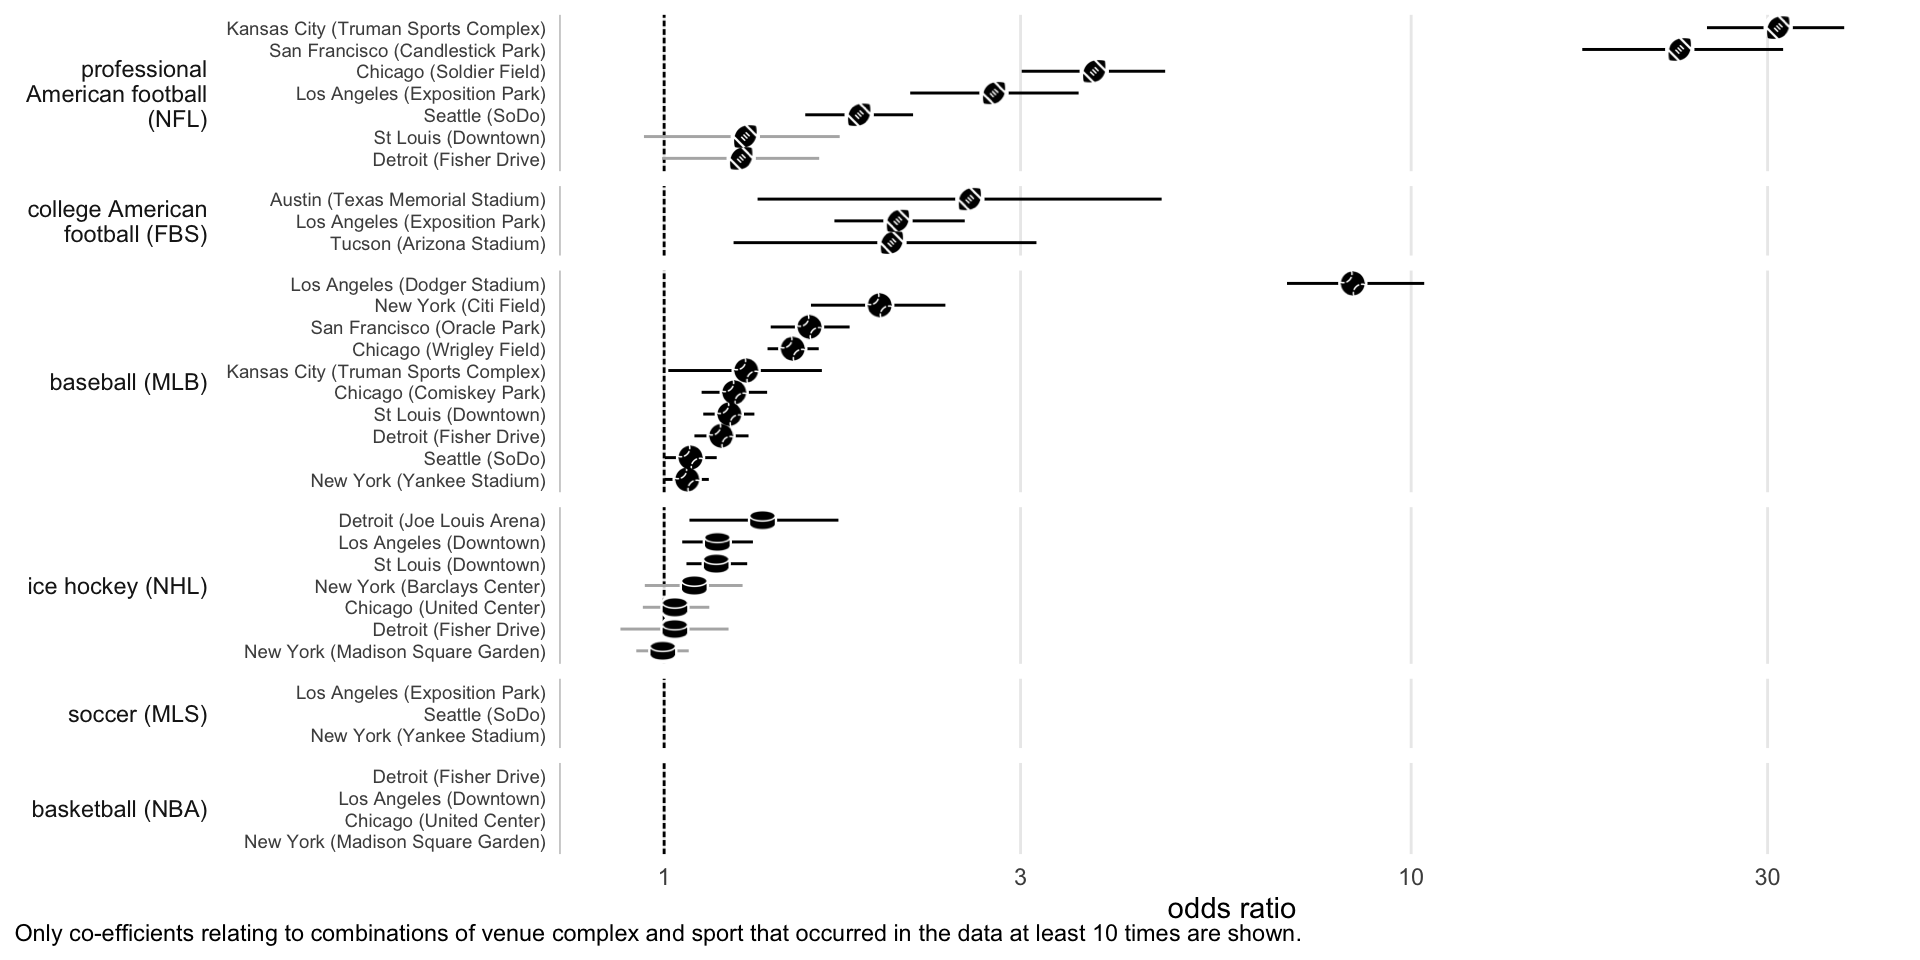 professional
American football
(NFL)
Kansas City (Truman Sports Complex)
San Francisco (Candlestick Park)
Chicago (Soldier Field)
Los Angeles (Exposition Park)
Seattle (SoDo)
St Louis (Downtown)
Detroit (Fisher Drive)
college American
football (FBS)
Austin (Texas Memorial Stadium)
Los Angeles (Exposition Park)
Tucson (Arizona Stadium)
baseball (MLB)
Los Angeles (Dodger Stadium)
New York (Citi Field)
San Francisco (Oracle Park)
Chicago (Wrigley Field)
Kansas City (Truman Sports Complex)
Chicago (Comiskey Park)
St Louis (Downtown)
Detroit (Fisher Drive)
Seattle (SoDo)
New York (Yankee Stadium)
ice hockey (NHL)
Detroit (Joe Louis Arena)
Los Angeles (Downtown)
St Louis (Downtown)
New York (Barclays Center)
Chicago (United Center)
Detroit (Fisher Drive)
New York (Madison Square Garden)
soccer (MLS)
Los Angeles (Exposition Park)
Seattle (SoDo)
New York (Yankee Stadium)
basketball (NBA)
Detroit (Fisher Drive)
Los Angeles (Downtown)
Chicago (United Center)
New York (Madison Square Garden)
1 3 10 30
odds ratio
Only co-efficients relating to combinations of venue complex and sport that occurred in the data at least 10 times are shown.